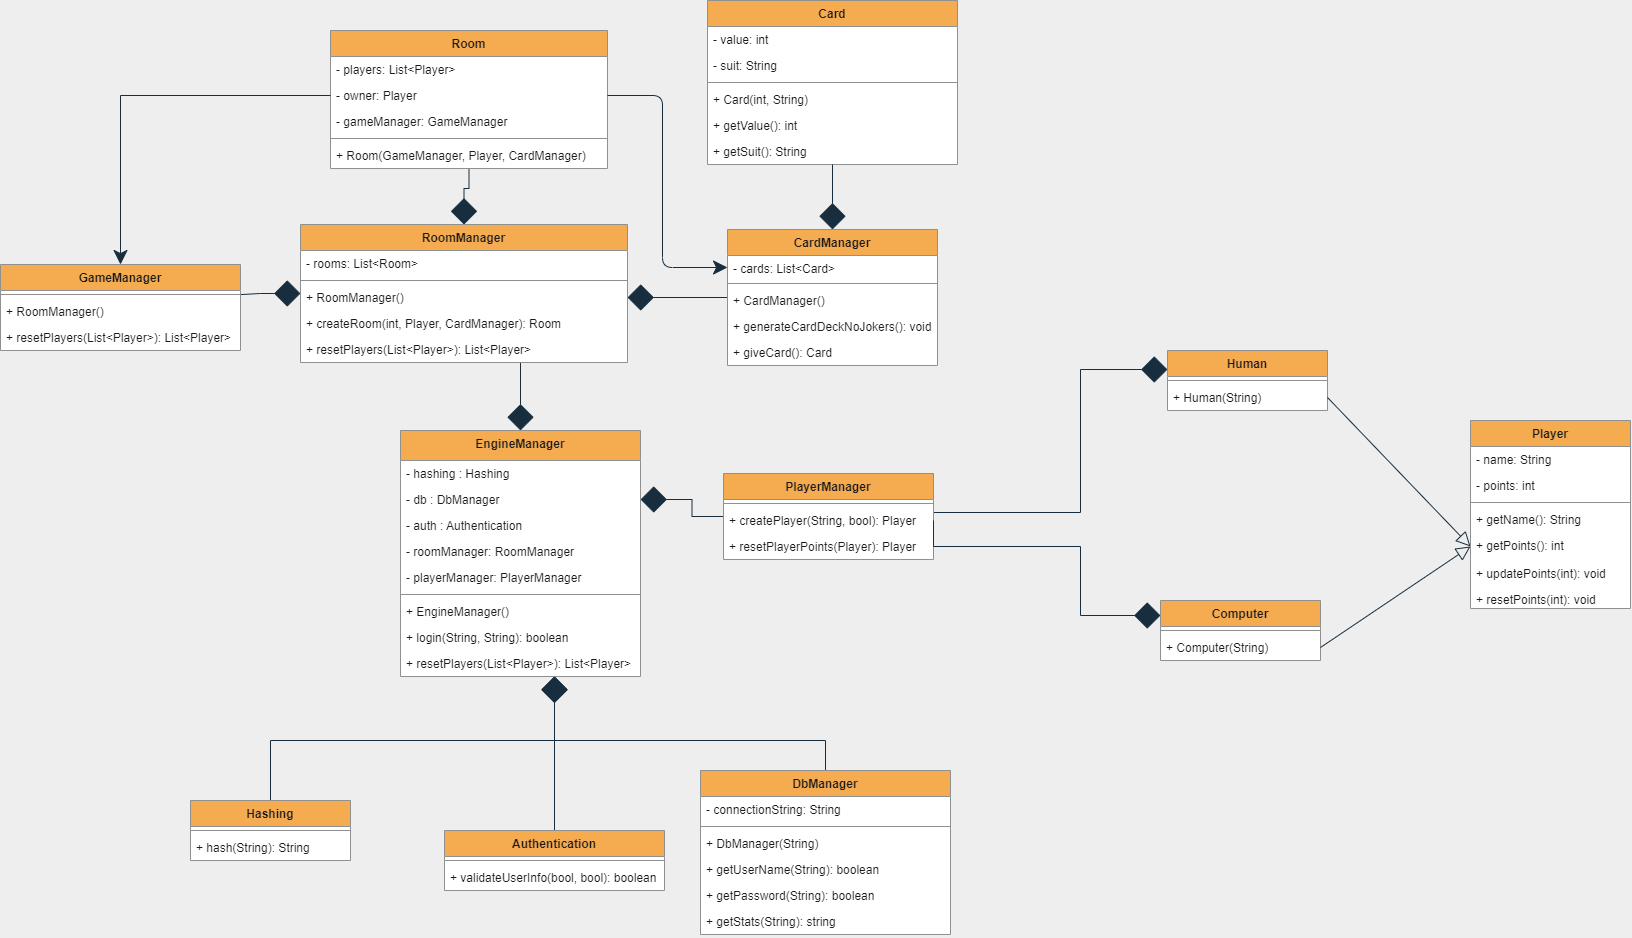 Card
- value: int
- suit: String
+ Card(int, String)
+ getValue(): int
+ getSuit(): String
Room
- players: List<Player>
- owner: Player
- gameManager: GameManager
+ Room(GameManager, Player, CardManager)
GameManager
+ RoomManager()
+ resetPlayers(List<Player>): List<Player>
RoomManager
- rooms: List<Room>
+ RoomManager()
+ createRoom(int, Player, CardManager): Room
+ resetPlayers(List<Player>): List<Player>
CardManager
- cards: List<Card>
+ CardManager()
+ generateCardDeckNoJokers(): void
+ giveCard(): Card
Human
+ Human(String)
Player
- name: String
- points: int
+ getName(): String
+ getPoints(): int
+ updatePoints(int): void
+ resetPoints(int): void
EngineManager
- hashing : Hashing
- db : DbManager
- auth : Authentication
- roomManager: RoomManager
- playerManager: PlayerManager
+ EngineManager()
+ login(String, String): boolean
+ resetPlayers(List<Player>): List<Player>
PlayerManager
+ createPlayer(String, bool): Player
+ resetPlayerPoints(Player): Player
Computer
+ Computer(String)
Hashing
+ hash(String): String
Authentication
+ validateUserInfo(bool, bool): boolean
DbManager
- connectionString: String
+ DbManager(String)
+ getUserName(String): boolean
+ getPassword(String): boolean
+ getStats(String): string